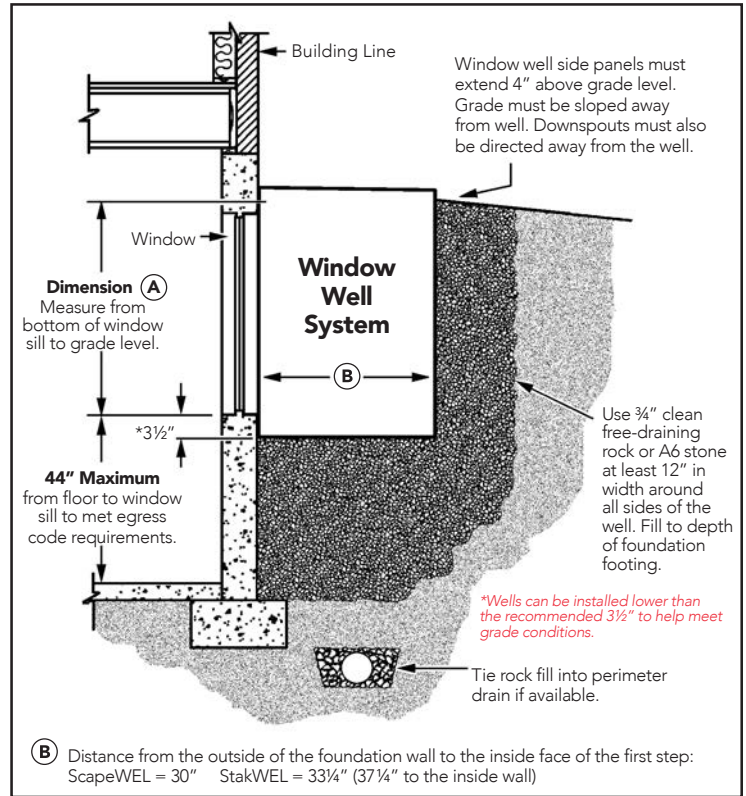 Building Line
Window well side panels must
extend 4" above grade level.
Grade must be sloped away
from well. Downspouts must also
be directed away from the well.
Window
Dimension Ⓐ
Measure from
bottom of window
sill to grade level.
Window
Well
System
Ⓑ
*3½"
44" Maximum
from floor to window
sill to met egress
code requirements.
Use ¾" clean
free-draining
rock or A6 stone
at least 12" in
width around
all sides of the
well. Fill to depth
of foundation
footing.
*Wells can be installed lower than
the recommended 3½" to help meet
grade conditions.
Tie rock fill into perimeter
drain if available.
Ⓑ Distance from the outside of the foundation wall to the inside face of the first step:
ScapeWEL = 30" StakWEL = 33¼" (37¼" to the inside wall)